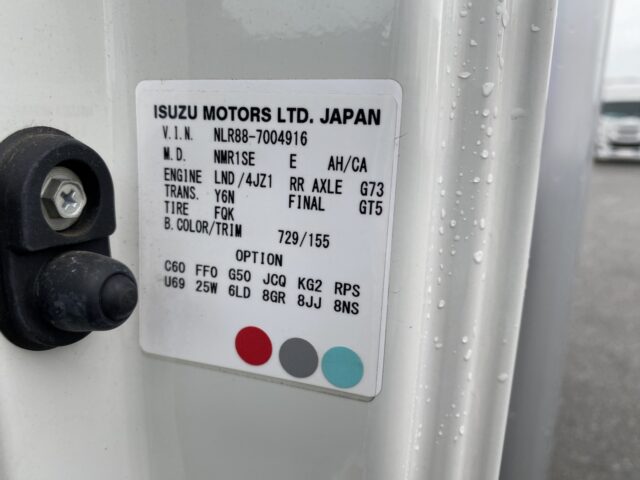 ISUZU MOTORS LTD. JAPAN
V.I.N. NLR88-7004916
M.D. NMR1SE E AH/CA
ENGINE LND/4JZ1 RR AXLE G73
TRANS. Y6N FINAL GT5
TIRE FQK
B.COLOR/TRIM 729/155
OPTION
C60 FF0 G50 JCQ KG2 RPS
U69 25W 6LD 8GR 8JJ 8NS